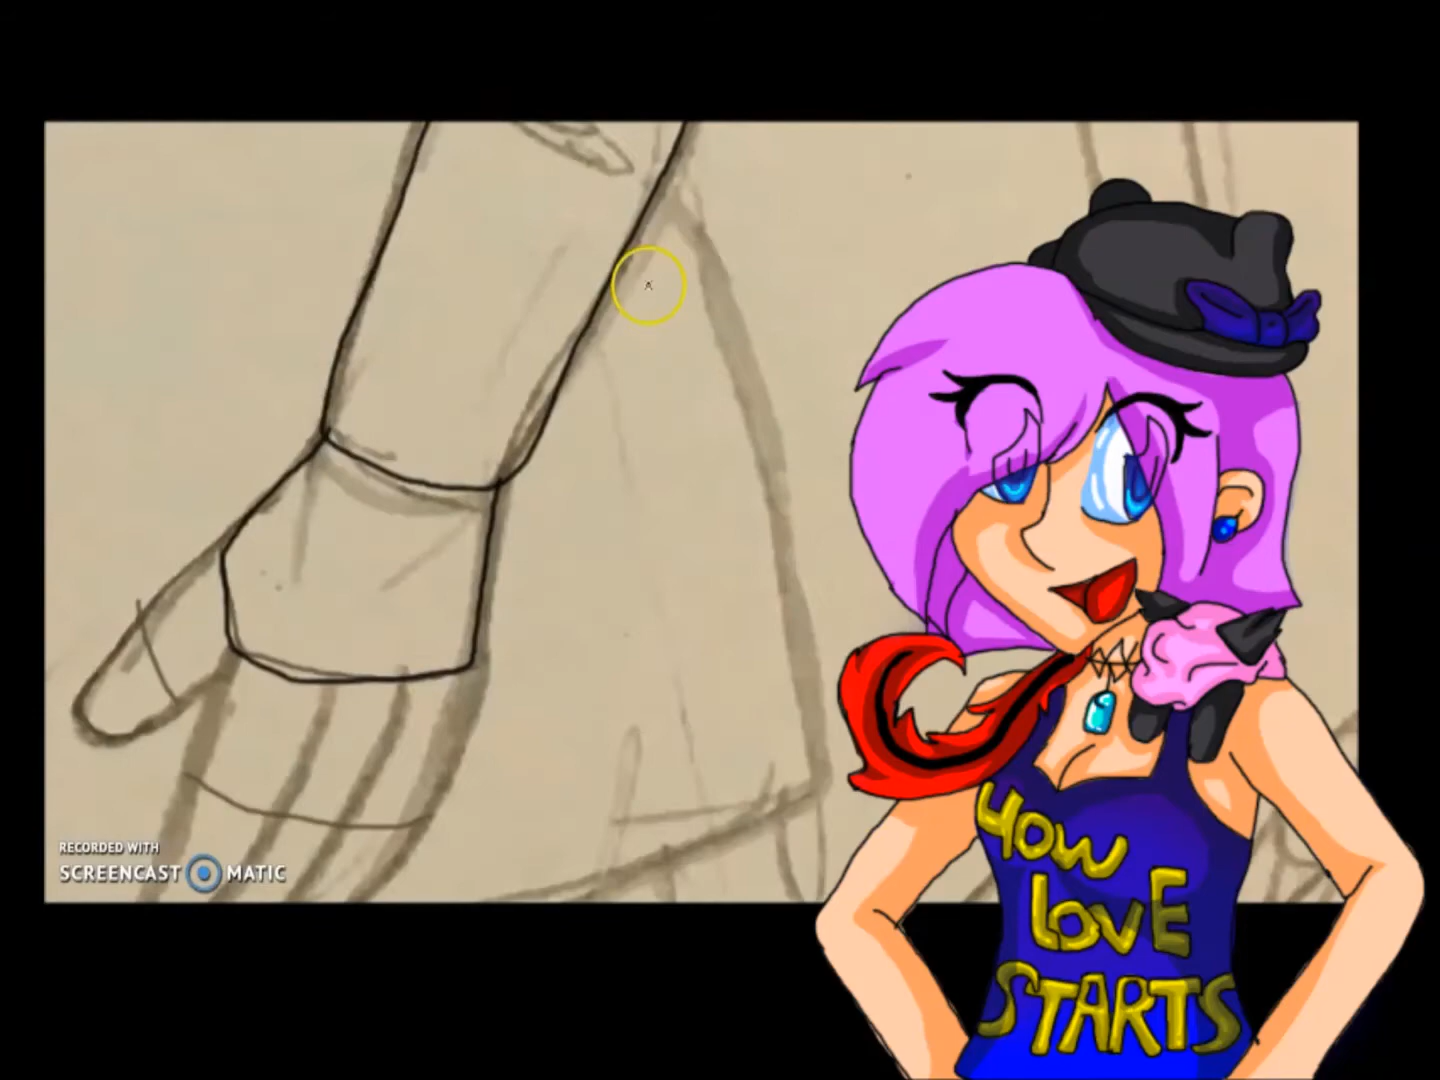 RECORDED WITH
SCREENCAST MATIC
HOW
LOVE
STARTS